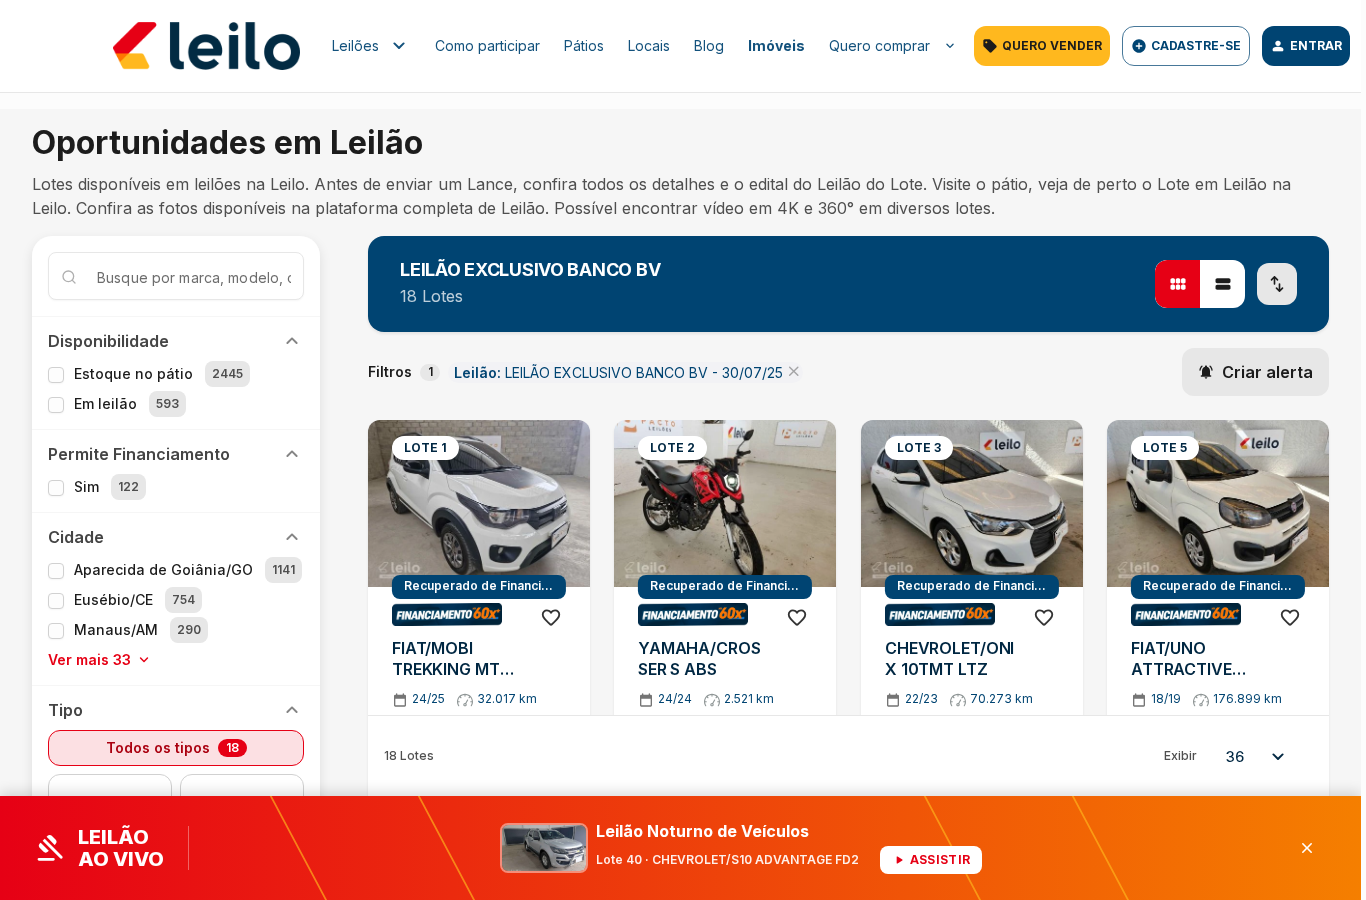 leilo
Leilões
Como participar
Pátios
Locais
Blog
Imóveis
Quero comprar
QUERO VENDER
CADASTRE-SE
ENTRAR
Oportunidades em Leilão
Lotes disponíveis em leilões na Leilo. Antes de enviar um Lance, confira todos os detalhes e o edital do Leilão do Lote. Visite o pátio, veja de perto o Lote em Leilão na
Leilo. Confira as fotos disponíveis na plataforma completa de Leilão. Possível encontrar vídeo em 4K e 360° em diversos lotes.
Busque por marca, modelo, c
Disponibilidade
Estoque no pátio 2445
Em leilão 593
Permite Financiamento
Sim 122
Cidade
Aparecida de Goiânia/GO 1141
Eusébio/CE 754
Manaus/AM 290
Ver mais 33
Tipo
Todos os tipos 18
LEILÃO EXCLUSIVO BANCO BV
18 Lotes
Filtros 1 Leilão: LEILÃO EXCLUSIVO BANCO BV - 30/07/25
Criar alerta
LOTE 1
leilo
Recuperado de Financi...
FINANCIAMENTO 60x
FIAT/MOBI
TREKKING MT...
24/25 32.017 km
LOTE 2
PACTO
leilo
leilo
Recuperado de Financi...
FINANCIAMENTO 60x
YAMAHA/CROS
SER S ABS
24/24 2.521 km
LOTE 3
leilo
leilo
Recuperado de Financi...
FINANCIAMENTO 60x
CHEVROLET/ONI
X 10TMT LTZ
22/23 70.273 km
LOTE 5
leilo
leilo
Recuperado de Financi...
FINANCIAMENTO 60x
FIAT/UNO
ATTRACTIVE...
18/19 176.899 km
18 Lotes
Exibir 36
LEILÃO
AO VIVO
Leilão Noturno de Veículos
Lote 40 · CHEVROLET/S10 ADVANTAGE FD2
ASSISTIR